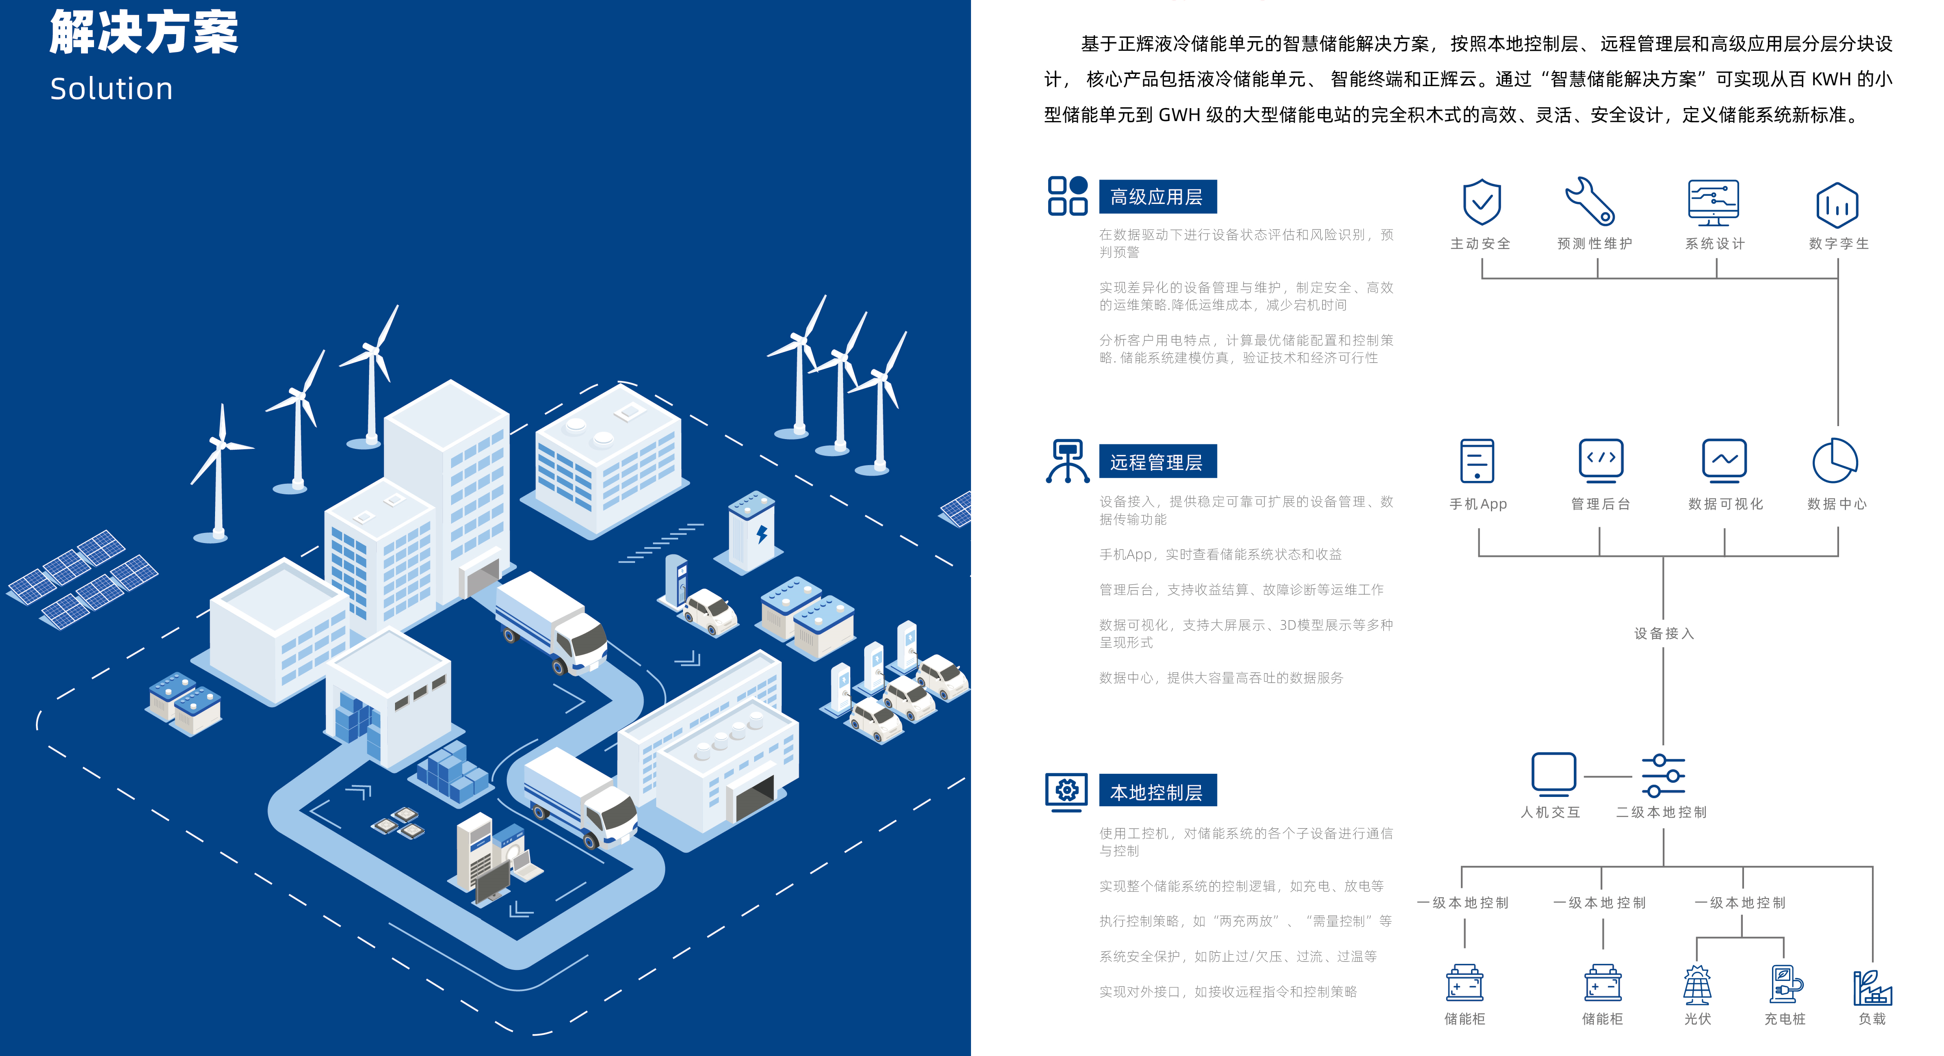 解决方案
Solution
基于正辉液冷储能单元的智慧储能解决方案，按照本地控制层、远程管理层和高级应用层分层分块设
计，核心产品包括液冷储能单元、智能终端和正辉云。通过“智慧储能解决方案”可实现从百 KWH 的小
型储能单元到 GWH 级的大型储能电站的完全积木式的高效、灵活、安全设计，定义储能系统新标准。
高级应用层
在数据驱动下进行设备状态评估和风险识别，预
判预警
实现差异化的设备管理与维护，制定安全、高效
的运维策略.降低运维成本，减少宕机时间
分析客户用电特点，计算最优储能配置和控制策
略.储能系统建模仿真，验证技术和经济可行性
主动安全
预测性维护
系统设计
数字孪生
远程管理层
设备接入，提供稳定可靠可扩展的设备管理、数
据传输功能
手机App，实时查看储能系统状态和收益
管理后台，支持收益结算、故障诊断等运维工作
数据可视化，支持大屏展示、3D模型展示等多种
呈现形式
数据中心，提供大容量高吞吐的数据服务
手机App
管理后台
数据可视化
数据中心
设备接入
本地控制层
使用工控机，对储能系统的各个子设备进行通信
与控制
实现整个储能系统的控制逻辑，如充电、放电等
执行控制策略，如“两充两放”、“需量控制”等
系统安全保护，如防止过/欠压、过流、过温等
实现对外接口，如接收远程指令和控制策略
人机交互
二级本地控制
一级本地控制
一级本地控制
一级本地控制
储能柜
储能柜
光伏
充电桩
负载